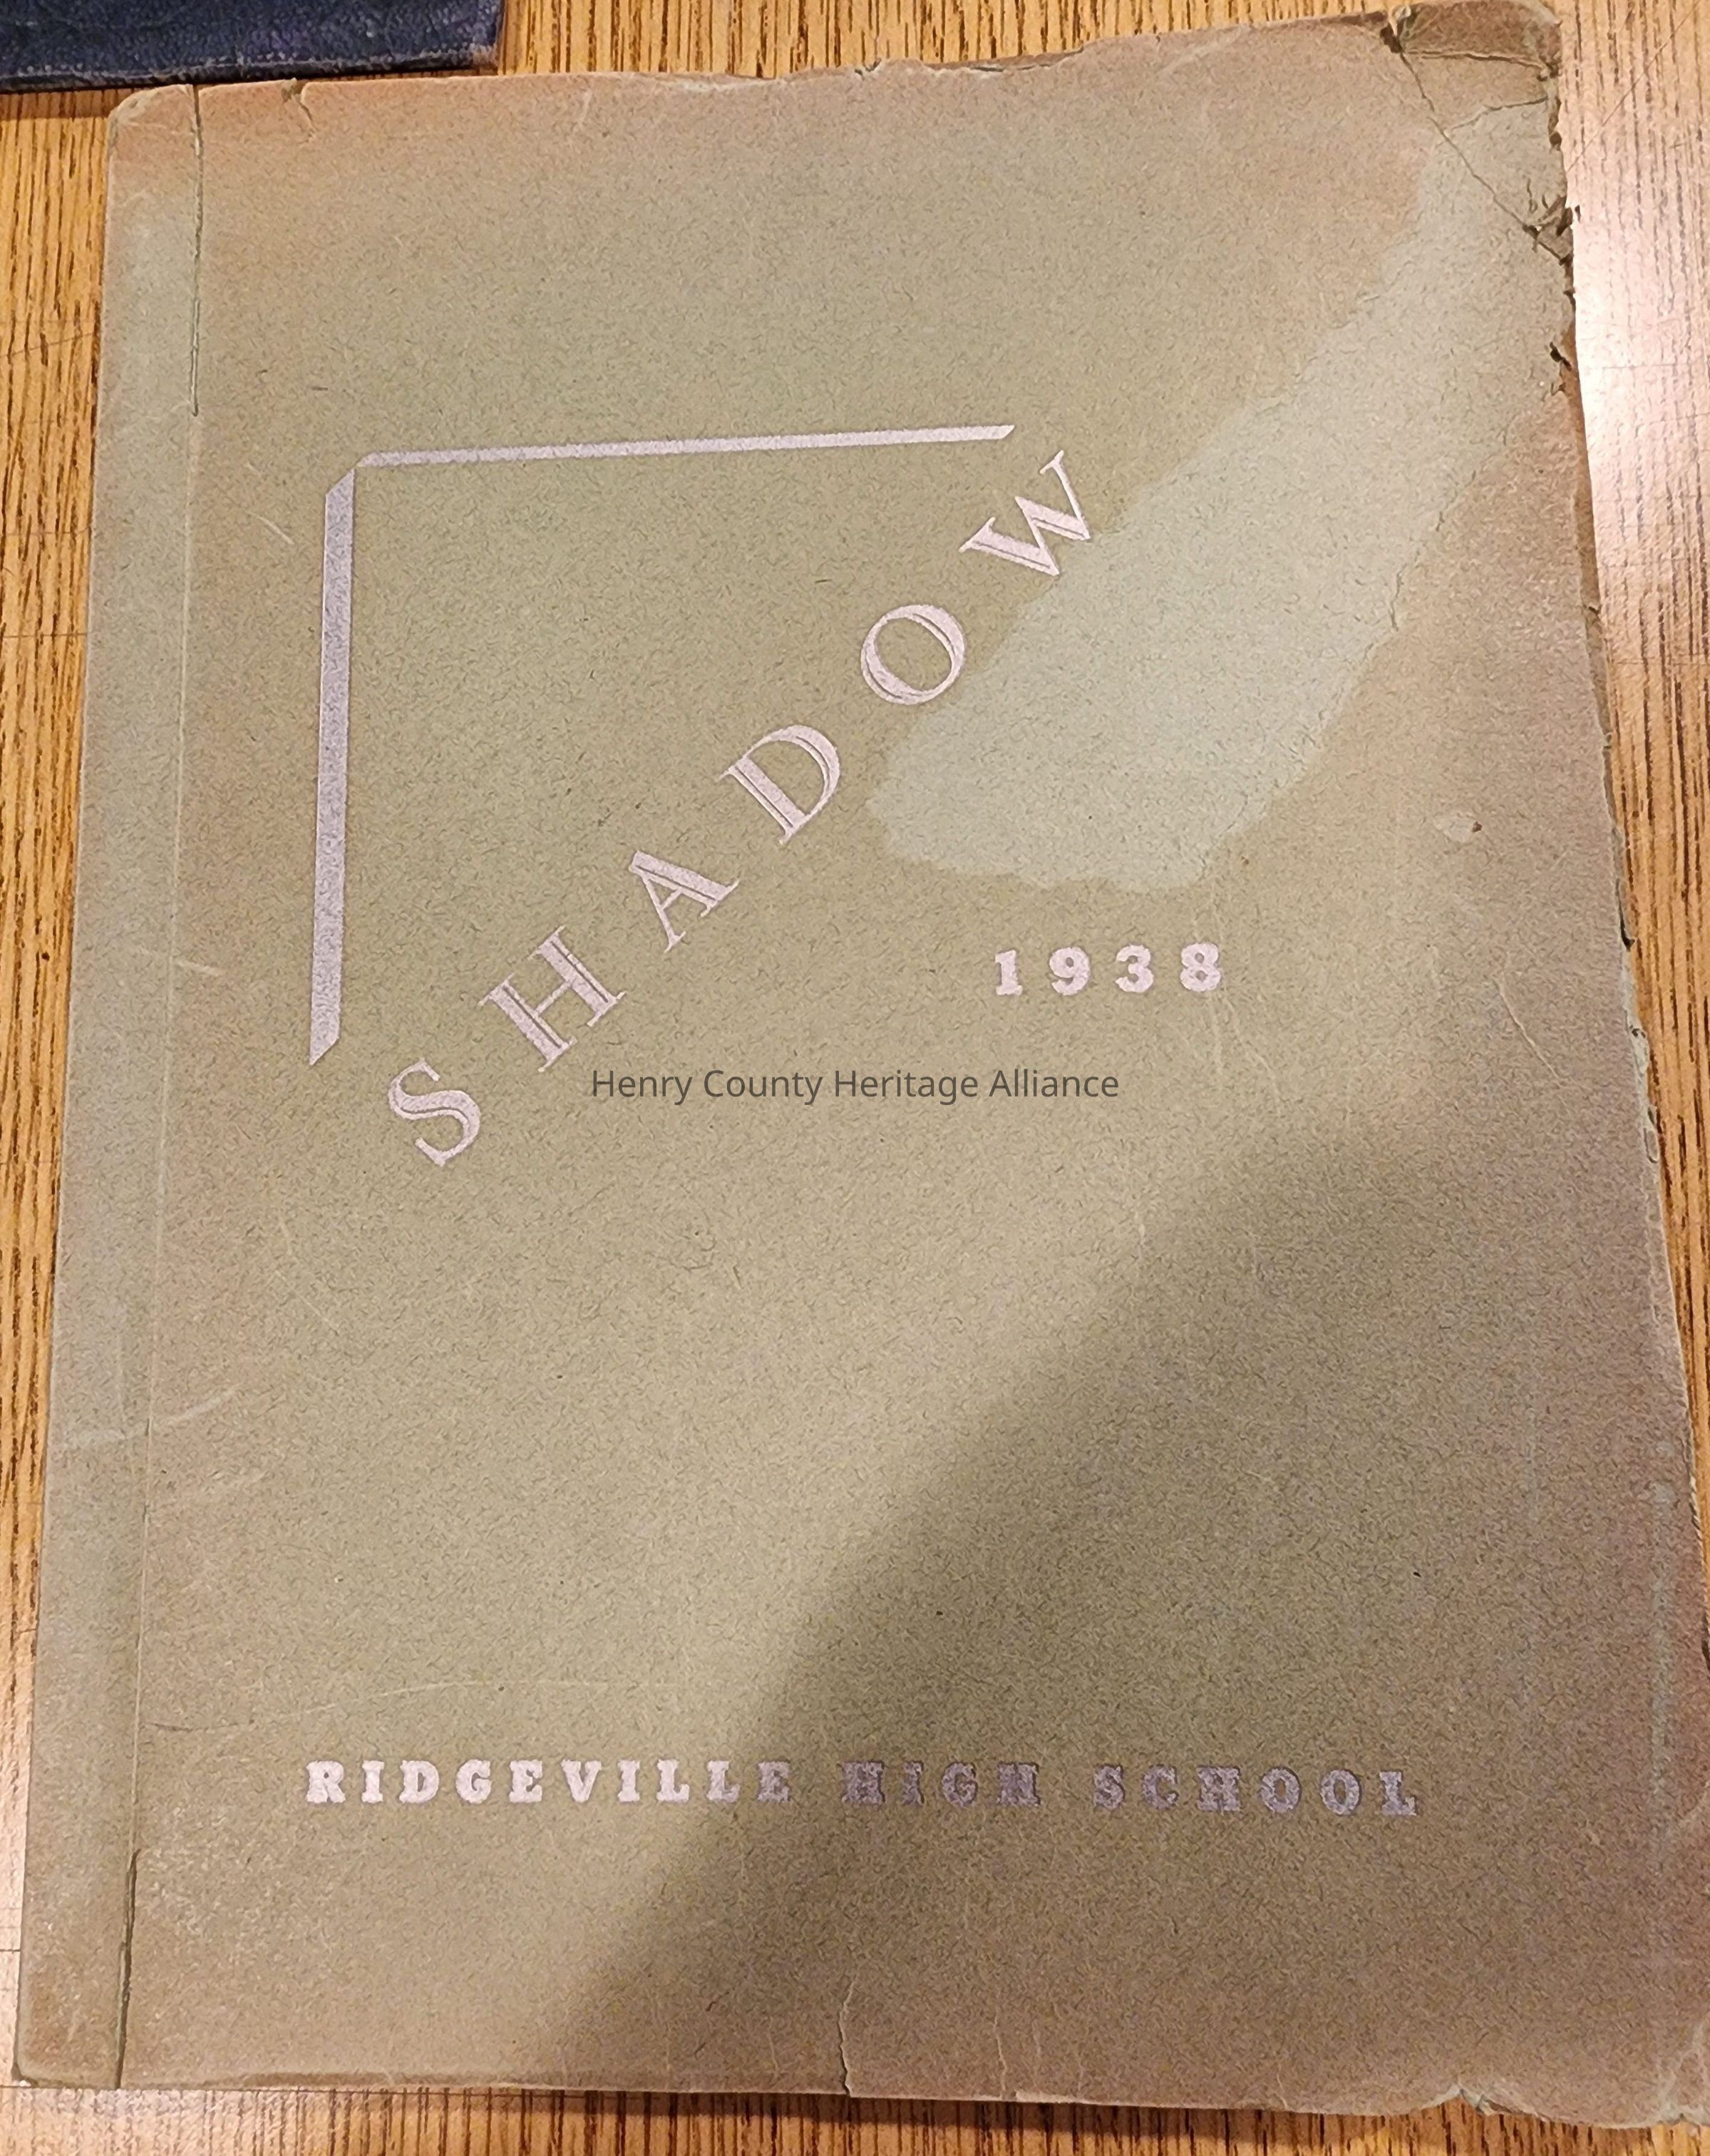 SHADOW
1938
Henry County Heritage Alliance
RIDGEVILLE HIGH SCHOOL